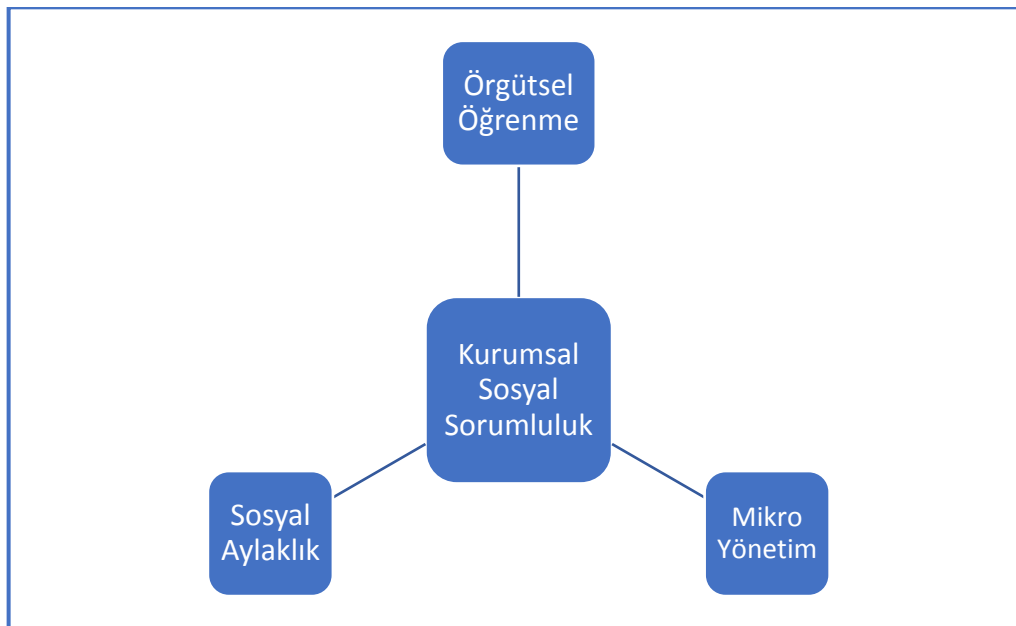 Örgütsel
Öğrenme
Kurumsal
Sosyal
Sorumluluk
Sosyal
Aylaklık
Mikro
Yönetim